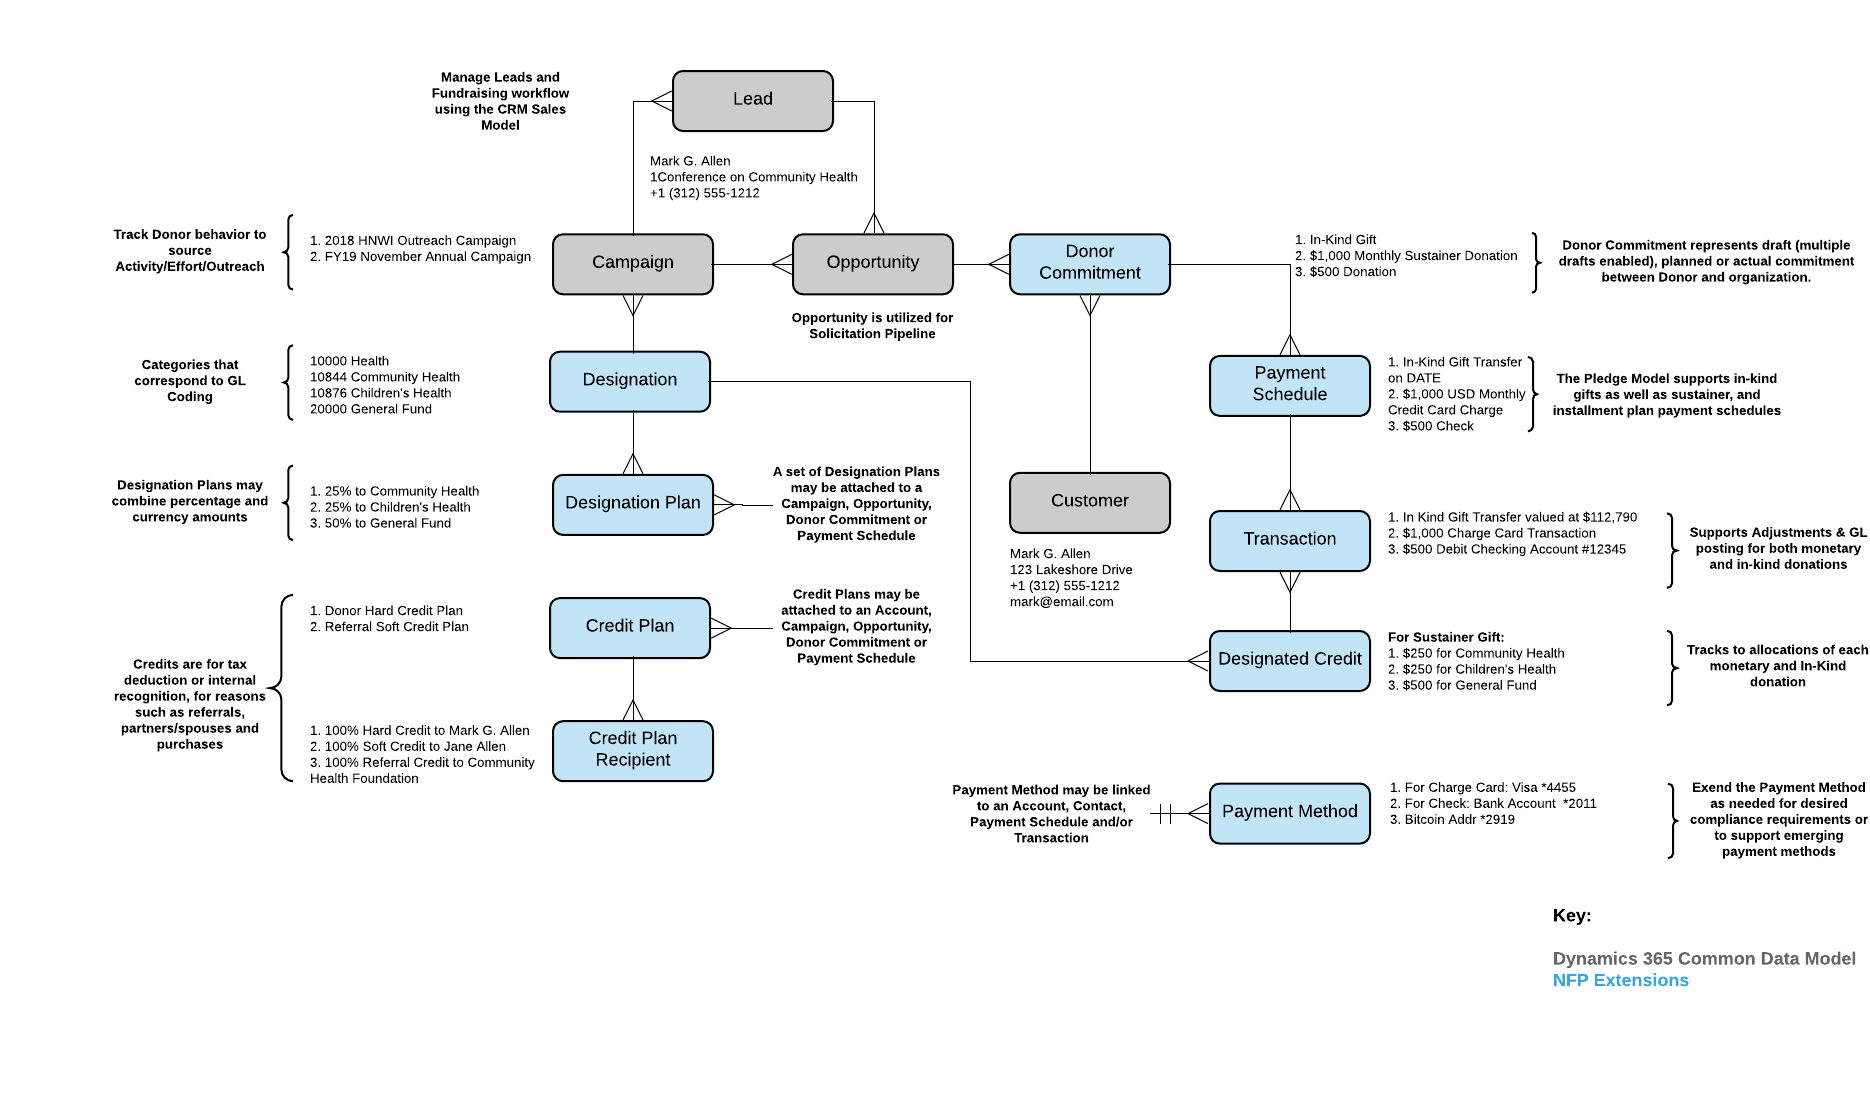 Manage Leads and
Fundraising workflow
using the CRM Sales
Model
Lead
Mark G. Allen
1Conference on Community Health
+1 (312) 555-1212
Track Donor behavior to
source
Activity/Effort/Outreach
1. 2018 HNWI Outreach Campaign
2. FY19 November Annual Campaign
Campaign
Opportunity
Donor
Commitment
1. In-Kind Gift
2. $1,000 Monthly Sustainer Donation
3. $500 Donation
Donor Commitment represents draft (multiple
drafts enabled), planned or actual commitment
between Donor and organization.
Opportunity is utilized for
Solicitation Pipeline
Categories that
correspond to GL
Coding
10000 Health
10844 Community Health
10876 Children's Health
20000 General Fund
Designation
Payment
Schedule
1. In-Kind Gift Transfer
on DATE
2. $1,000 USD Monthly
Credit Card Charge
3. $500 Check
The Pledge Model supports in-kind
gifts as well as sustainer, and
installment plan payment schedules
Designation Plans may
combine percentage and
currency amounts
1. 25% to Community Health
2. 25% to Children's Health
3. 50% to General Fund
Designation Plan
A set of Designation Plans
may be attached to a
Campaign, Opportunity,
Donor Commitment or
Payment Schedule
Customer
Mark G. Allen
123 Lakeshore Drive
+1 (312) 555-1212
mark@email.com
Transaction
1. In Kind Gift Transfer valued at $112,790
2. $1,000 Charge Card Transaction
3. $500 Debit Checking Account #12345
Supports Adjustments & GL
posting for both monetary
and in-kind donations
Credits are for tax
deduction or internal
recognition, for reasons
such as referrals,
partners/spouses and
purchases
1. Donor Hard Credit Plan
2. Referral Soft Credit Plan
Credit Plan
Credit Plans may be
attached to an Account,
Campaign, Opportunity,
Donor Commitment or
Payment Schedule
Designated Credit
For Sustainer Gift:
1. $250 for Community Health
2. $250 for Children's Health
3. $500 for General Fund
Tracks to allocations of each
monetary and In-Kind
donation
1. 100% Hard Credit to Mark G. Allen
2. 100% Soft Credit to Jane Allen
3. 100% Referral Credit to Community
Health Foundation
Credit Plan
Recipient
Payment Method may be linked
to an Account, Contact,
Payment Schedule and/or
Transaction
Payment Method
1. For Charge Card: Visa *4455
2. For Check: Bank Account  *2011
3. Bitcoin Addr *2919
Exend the Payment Method
as needed for desired
compliance requirements or
to support emerging
payment methods
Key:
Dynamics 365 Common Data Model
NFP Extensions